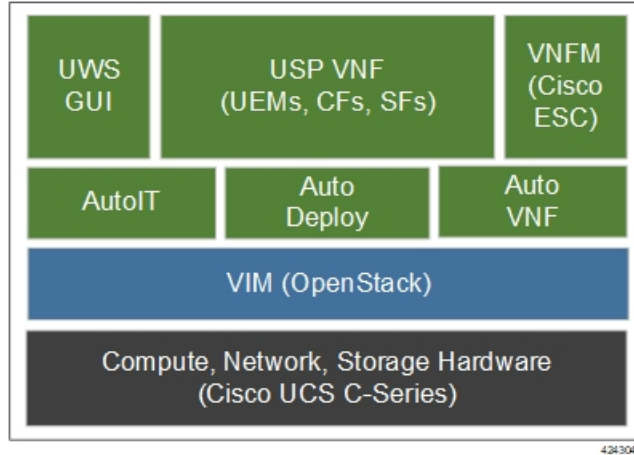 UWS
GUI
USP VNF
(UEMs, CFs, SFs)
VNFM
(Cisco
ESC)
AutoIT
Auto
Deploy
Auto
VNF
VIM (OpenStack)
Compute, Network, Storage Hardware
(Cisco UCS C-Series)
424304